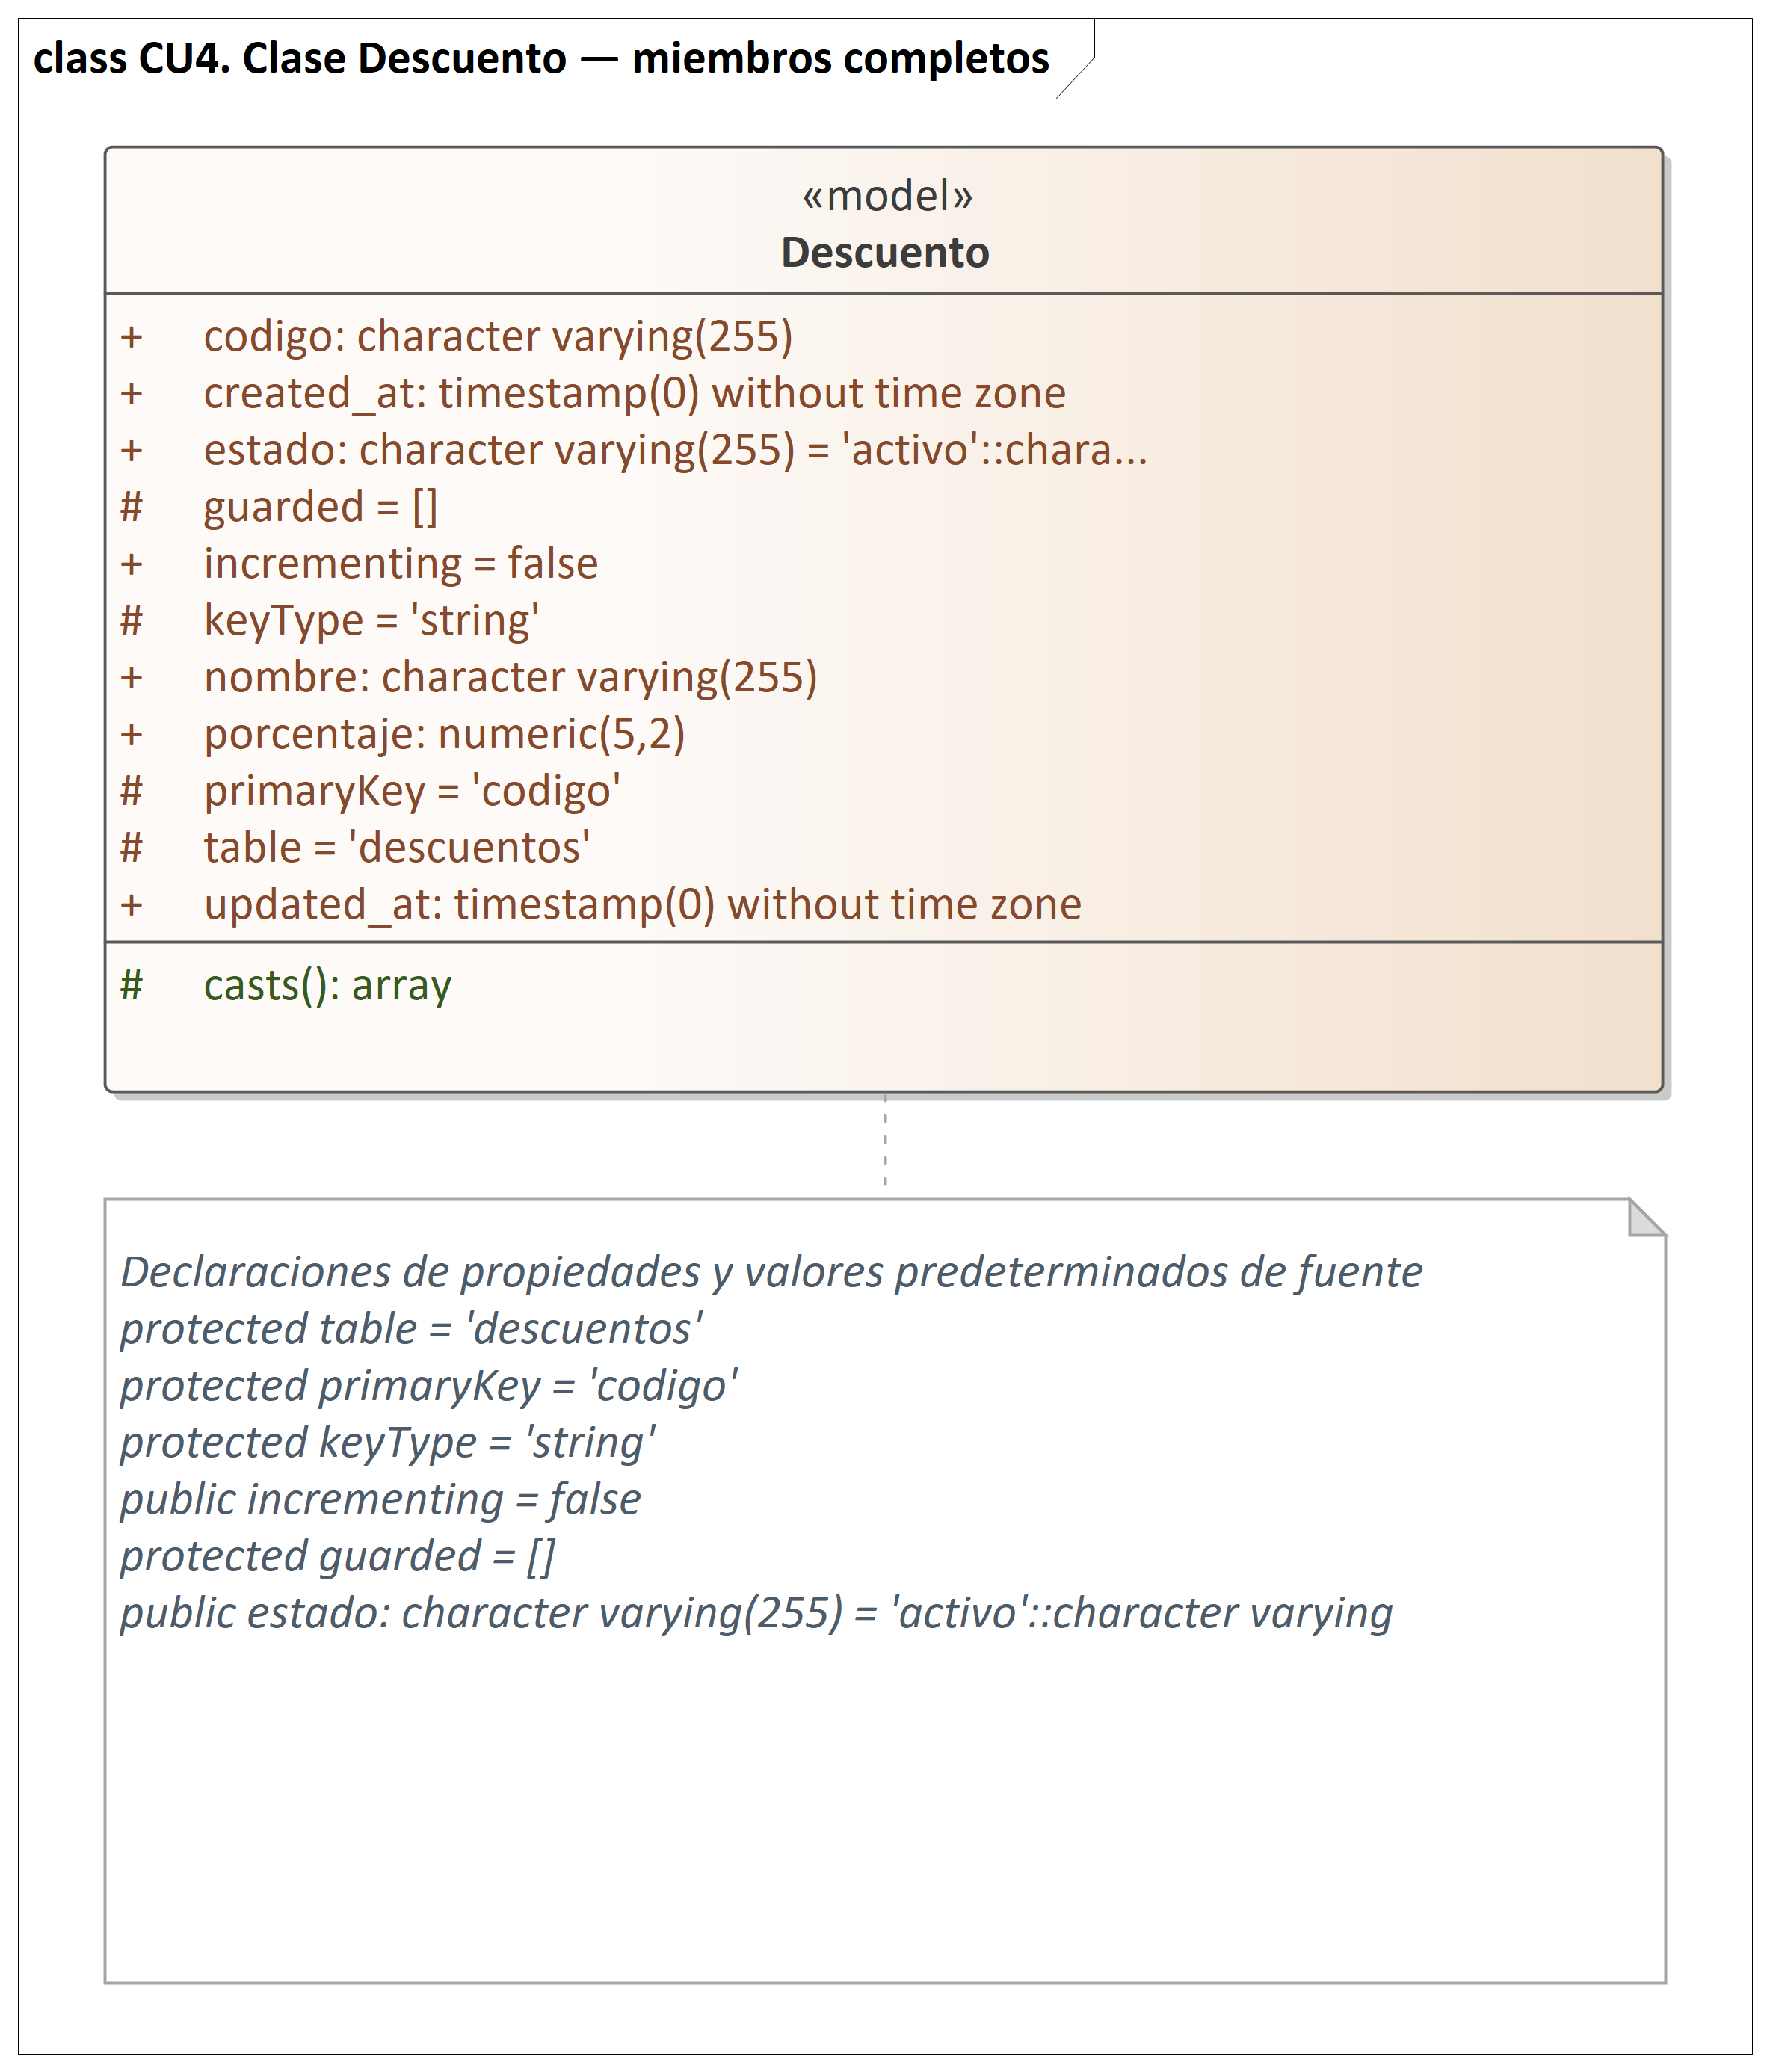 class CU4. Clase Descuento — miembros completos
«model»
Descuento
+ codigo: character varying(255)
+ created_at: timestamp(0) without time zone
+ estado: character varying(255) = 'activo'::chara...
# guarded = []
+ incrementing = false
# keyType = 'string'
+ nombre: character varying(255)
+ porcentaje: numeric(5,2)
# primaryKey = 'codigo'
# table = 'descuentos'
+ updated_at: timestamp(0) without time zone
# casts(): array
Declaraciones de propiedades y valores predeterminados de fuente
protected table = 'descuentos'
protected primaryKey = 'codigo'
protected keyType = 'string'
public incrementing = false
protected guarded = []
public estado: character varying(255) = 'activo'::character varying